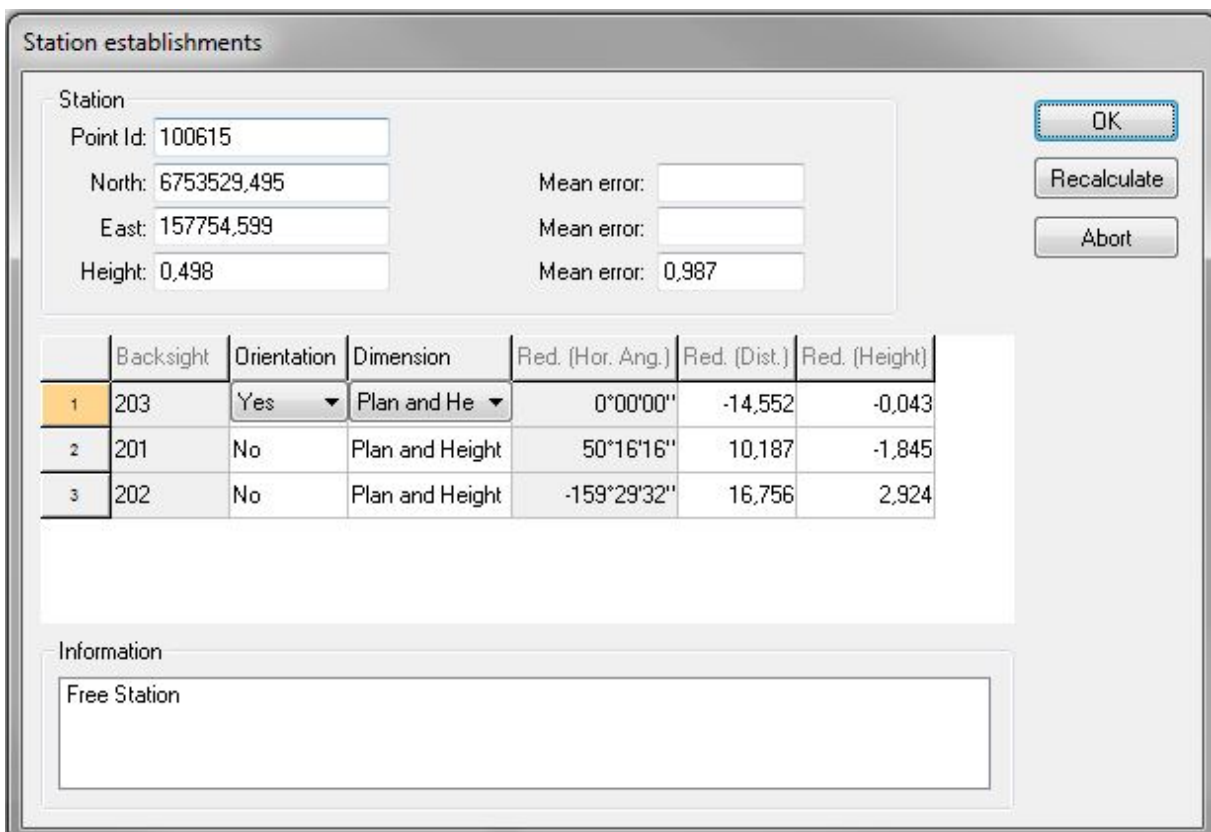 Station establishments
Station
Point Id: 100615
North: 6753529,495 Mean error:
East: 157754,599 Mean error:
Height: 0,498 Mean error: 0,987
OK
Recalculate
Abort
Backsight Orientation Dimension Red. (Hor. Ang.) Red. (Dist.) Red. (Height)
1 203 Yes Plan and He 0°00'00" -14,552 -0,043
2 201 No Plan and Height 50°16'16" 10,187 -1,845
3 202 No Plan and Height -159°29'32" 16,756 2,924
Information
Free Station